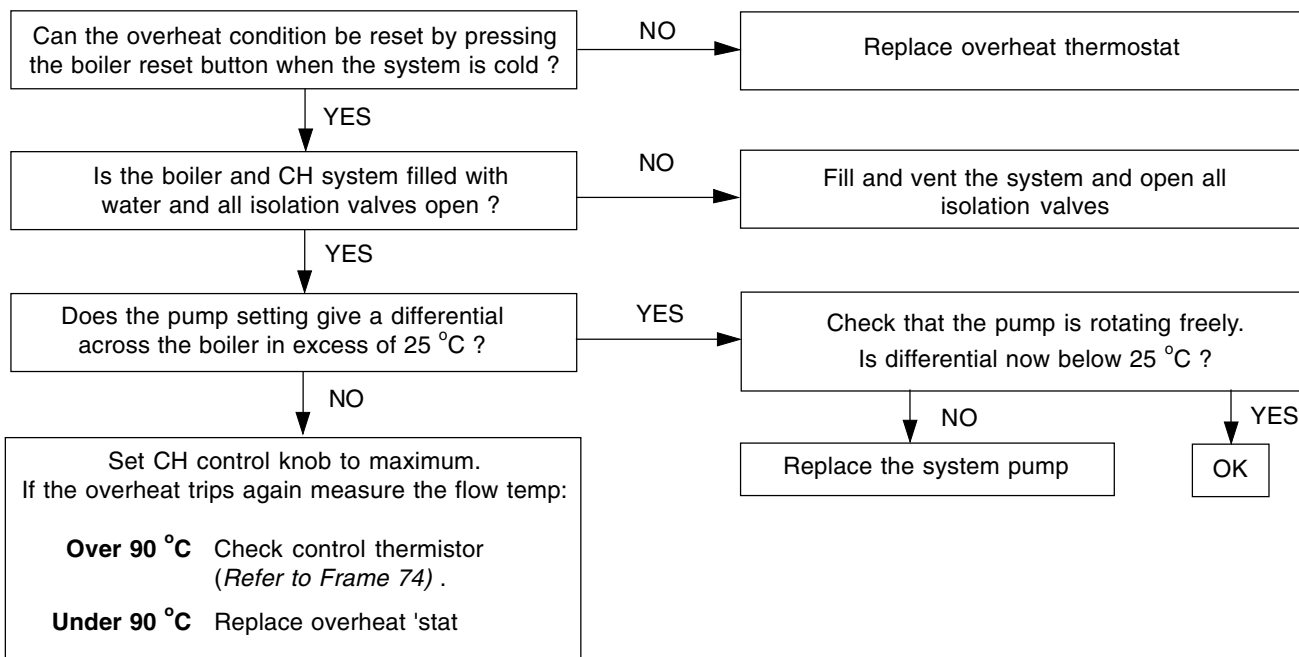 Can the overheat condition be reset by pressing
the boiler reset button when the system is cold ?
NO
Replace overheat thermostat
YES
Is the boiler and CH system filled with
water and all isolation valves open ?
NO
Fill and vent the system and open all
isolation valves
YES
Does the pump setting give a differential
across the boiler in excess of 25 °C ?
YES
Check that the pump is rotating freely.
Is differential now below 25 °C ?
NO
Set CH control knob to maximum.
If the overheat trips again measure the flow temp:
Over 90 °C Check control thermistor
(Refer to Frame 74) .
Under 90 °C Replace overheat 'stat
NO
Replace the system pump
YES
OK